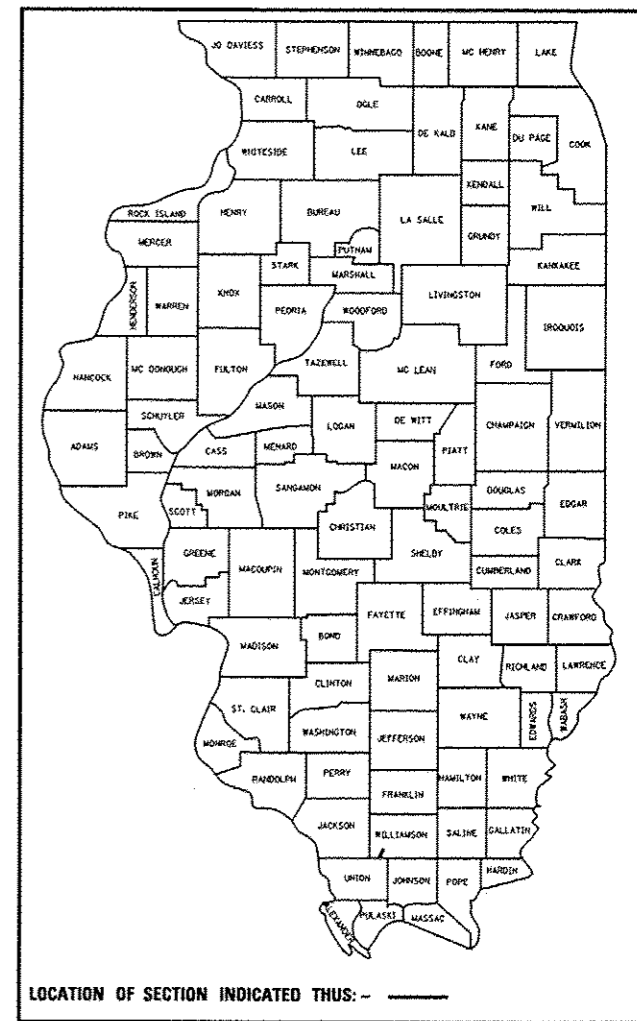 JO DAVIESS STEPHENSON WINNEBAGO BOONE MC HENRY LAKE
CARROLL OGLE DE KALB KANE DU PAGE COOK
WHITESIDE LEE KENDALL WILL
ROCK ISLAND HENRY BUREAU LA SALLE GRUNDY
MERCER PUTNAM KANKAKEE
HENDERSON WARREN KNOX STARK MARSHALL LIVINGSTON
PEORIA WOODFORD IROQUOIS
HANCOCK MC DONOUGH FULTON TAZEWELL MC LEAN FORD
SCHUYLER MASON LOGAN DE WITT CHAMPAIGN VERMILION
ADAMS BROWN CASS MENARD MACON PIATT
PIKE SCOTT MORGAN SANGAMON MOULTRIE DOUGLAS EDGAR
CHRISTIAN COLES
CALHOUN GREENE MACOUPIN MONTGOMERY SHELBY CUMBERLAND CLARK
JERSEY FAYETTE EFFINGHAM JASPER CRAWFORD
MADISON BOND CLAY RICHLAND LAWRENCE
CLINTON MARION
ST. CLAIR WASHINGTON JEFFERSON WAYNE EDWARDS WABASH
MONROE
RANDOLPH PERRY HAMILTON WHITE
FRANKLIN
JACKSON WILLIAMSON SALINE GALLATIN
UNION JOHNSON POPE HARDIN
ALEXANDER PULASKI MASSAC
LOCATION OF SECTION INDICATED THUS: -